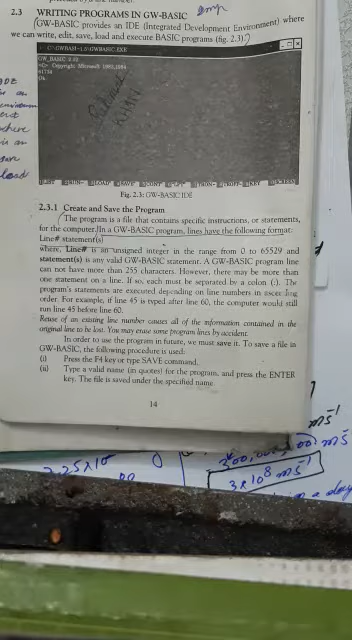 2.3 WRITING PROGRAMS IN GW-BASIC
GW-BASIC provides an IDE (Integrated Development Environment) where
we can write, edit, save, load and execute BASIC programs (fig. 2.3).
Fig. 2.3: GW-BASIC IDE
2.3.1 Create and Save the Program
The program is a file that contains specific instructions, or statements,
for the computer. In a GW-BASIC program, lines have the following format:
Line# statement(s)
where, Line# is an unsigned integer in the range from 0 to 65529 and
statement(s) is any valid GW-BASIC statement. A GW-BASIC program line
can not have more than 255 characters. However, there may be more than
one statement on a line. If so, each must be separated by a colon (:). The
program's statements are executed depending on line numbers in ascending
order. For example, if line 45 is typed after line 60, the computer would still
run line 45 before line 60.
Reuse of an existing line number causes all of the information contained in the
original line to be lost. You may erase some program lines by accident.
In order to use the program in future, we must save it. To save a file in
GW-BASIC, the following procedure is used:
(i) Press the F4 key or type SAVE command.
(ii) Type a valid name (in quotes) for the program, and press the ENTER
key. The file is saved under the specified name.
14
3×10⁸ ms⁻¹